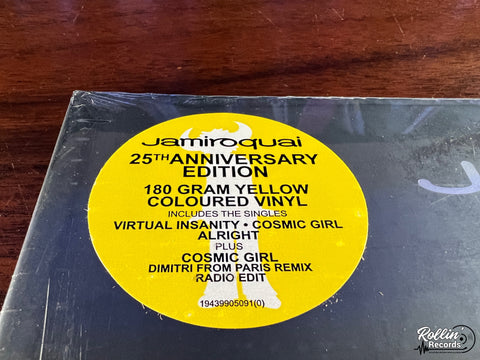 Jamiroquai
25TH ANNIVERSARY
EDITION
180 GRAM YELLOW
COLOURED VINYL
INCLUDES THE SINGLES
VIRTUAL INSANITY • COSMIC GIRL
ALRIGHT
PLUS
COSMIC GIRL
DIMITRI FROM PARIS REMIX
RADIO EDIT
19439905091(0)
Rollin'
Records